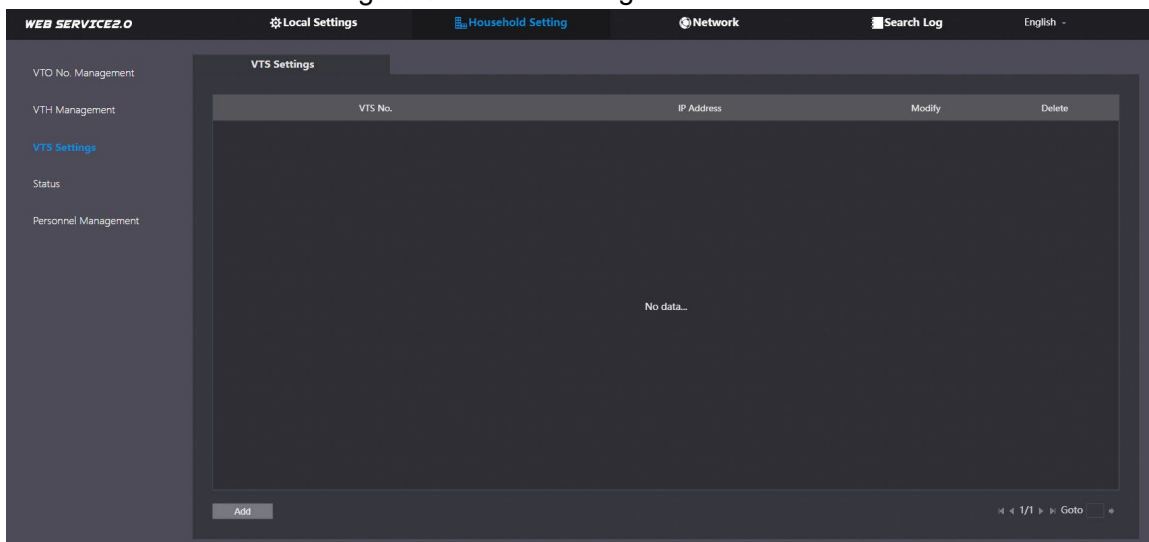 WEB SERVICE2.0 Local Settings Household Setting Network Search Log English
VTO No. Management
VTH Management
VTS Settings
Status
Personnel Management
VTS Settings
VTS No. IP Address Modify Delete
No data...
Add
1/1 Goto